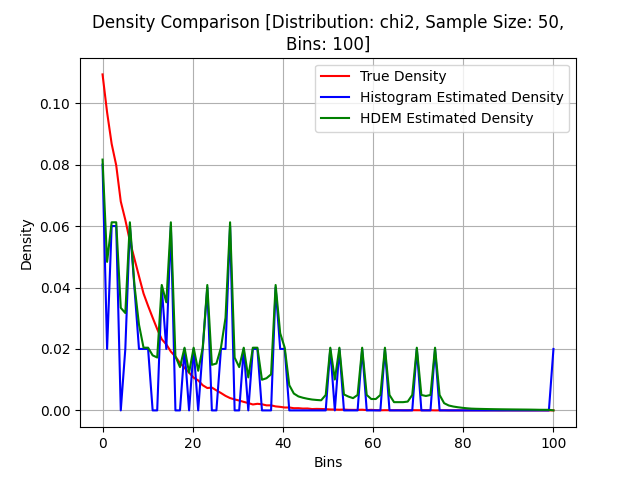 Density Comparison [Distribution: chi2, Sample Size: 50,
Bins: 100]
True Density
Histogram Estimated Density
HDEM Estimated Density
Density
0.10
0.08
0.06
0.04
0.02
0.00
0 20 40 60 80 100
Bins